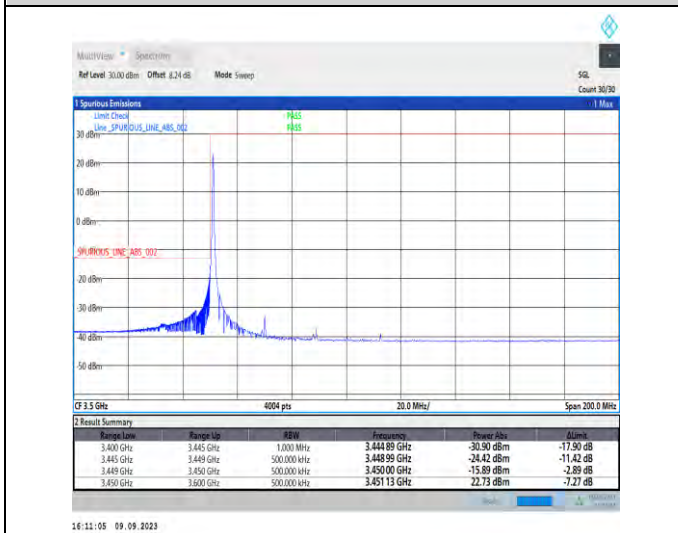 MultiView Spectrum
Ref Level 30.00 dBm Offset 8.24 dB Mode Sweep SGL
Count 30/30
1 Spurious Emissions 1 Max
Limit Check PASS
Line _SPURIOUS_LINE_ABS_002 PASS
30 dBm
20 dBm
10 dBm
0 dBm
_SPURIOUS_LINE_ABS_002
-20 dBm
-30 dBm
-40 dBm
-50 dBm
CF 3.5 GHz 4004 pts 20.0 MHz/ Span 200.0 MHz
2 Result Summary
Range Low Range Up RBW Frequency Power Abs ΔLimit
3.400 GHz 3.445 GHz 1.000 MHz 3.444 89 GHz -30.90 dBm -17.90 dB
3.445 GHz 3.449 GHz 500.000 kHz 3.448 99 GHz -24.42 dBm -11.42 dB
3.449 GHz 3.450 GHz 500.000 kHz 3.450 00 GHz -15.89 dBm -2.89 dB
3.450 GHz 3.600 GHz 500.000 kHz 3.451 13 GHz 22.73 dBm -7.27 dB
16:11:05 09.09.2023